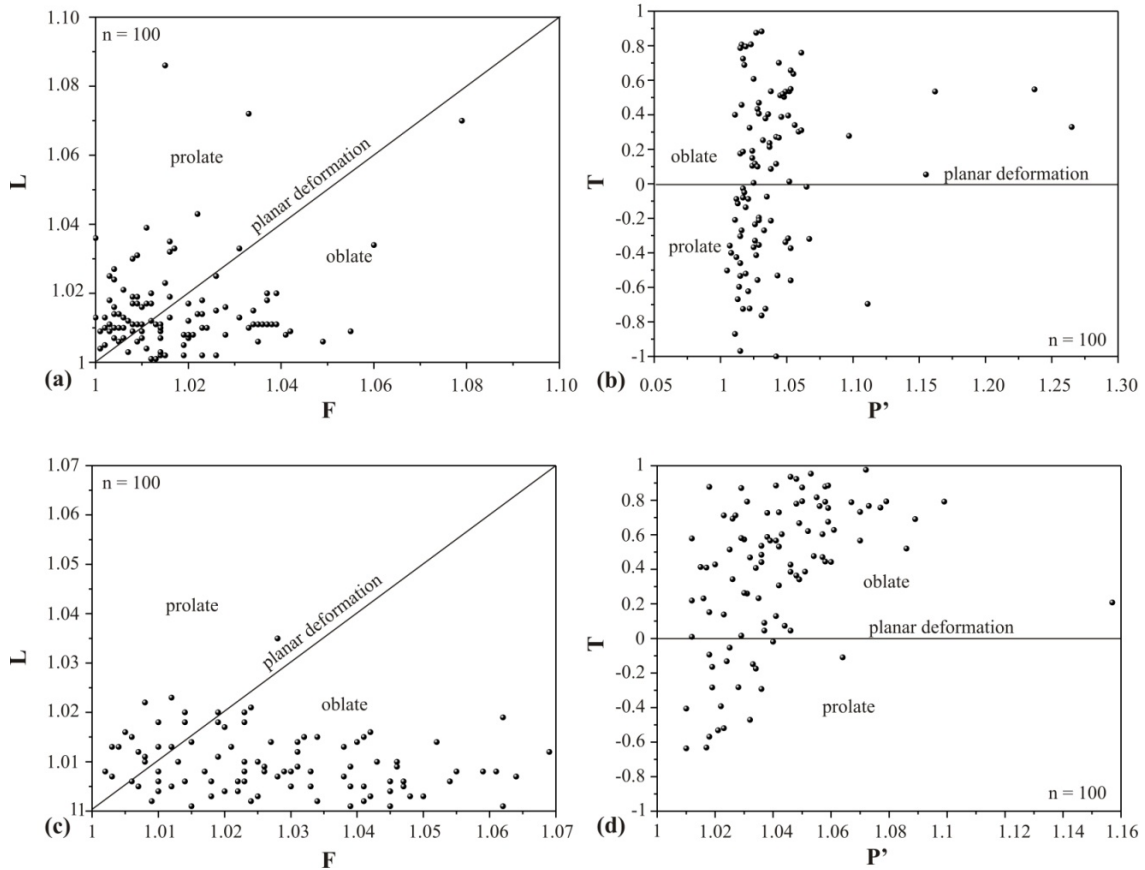 1.10
n = 100
1.08
prolate
L
1.06
planar deformation
1.04
oblate
1.02
1
1
1.02
1.04
1.06
1.08
1.10
(a)
F
1
0.8
0.6
0.4
oblate
0.2
T
0
planar deformation
-0.2
prolate
-0.4
-0.6
-0.8
n = 100
-1
0.05
1
1.05
1.10
1.15
1.20
1.25
1.30
(b)
P’
1.07
n = 100
1.06
1.05
prolate
1.04
L
planar deformation
1.03
oblate
1.02
1.01
11
1
1.01
1.02
1.03
1.04
1.05
1.06
1.07
(c)
F
1
0.8
0.6
0.4
oblate
0.2
planar deformation
T
0
-0.2
prolate
-0.4
-0.6
-0.8
n = 100
-1
1
1.02
1.04
1.06
1.08
1.1
1.12
1.14
1.16
(d)
P’